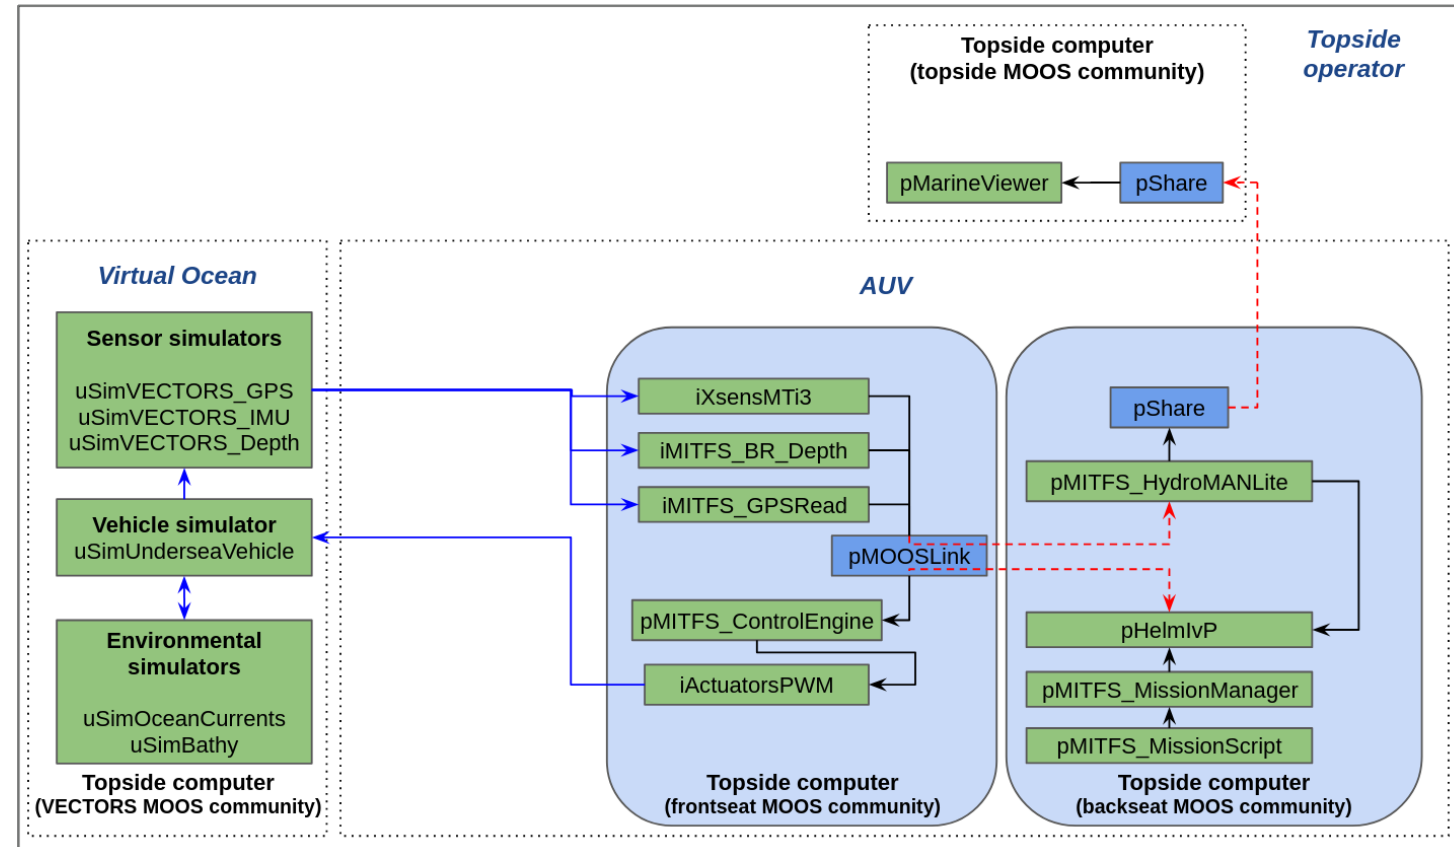 Topside computer
(topside MOOS community)
Topside
operator
pMarineViewer
pShare
Virtual Ocean
Sensor simulators
uSimVECTORS_GPS
uSimVECTORS_IMU
uSimVECTORS_Depth
Vehicle simulator
uSimUnderseaVehicle
Environmental
simulators
uSimOceanCurrents
uSimBathy
Topside computer
(VECTORS MOOS community)
AUV
iXsensMTi3
iMITFS_BR_Depth
iMITFS_GPSRead
pMOOSLink
pMITFS_ControlEngine
iActuatorsPWM
Topside computer
(frontseat MOOS community)
pShare
pMITFS_HydroMANLite
pHelmIvP
pMITFS_MissionManager
pMITFS_MissionScript
Topside computer
(backseat MOOS community)